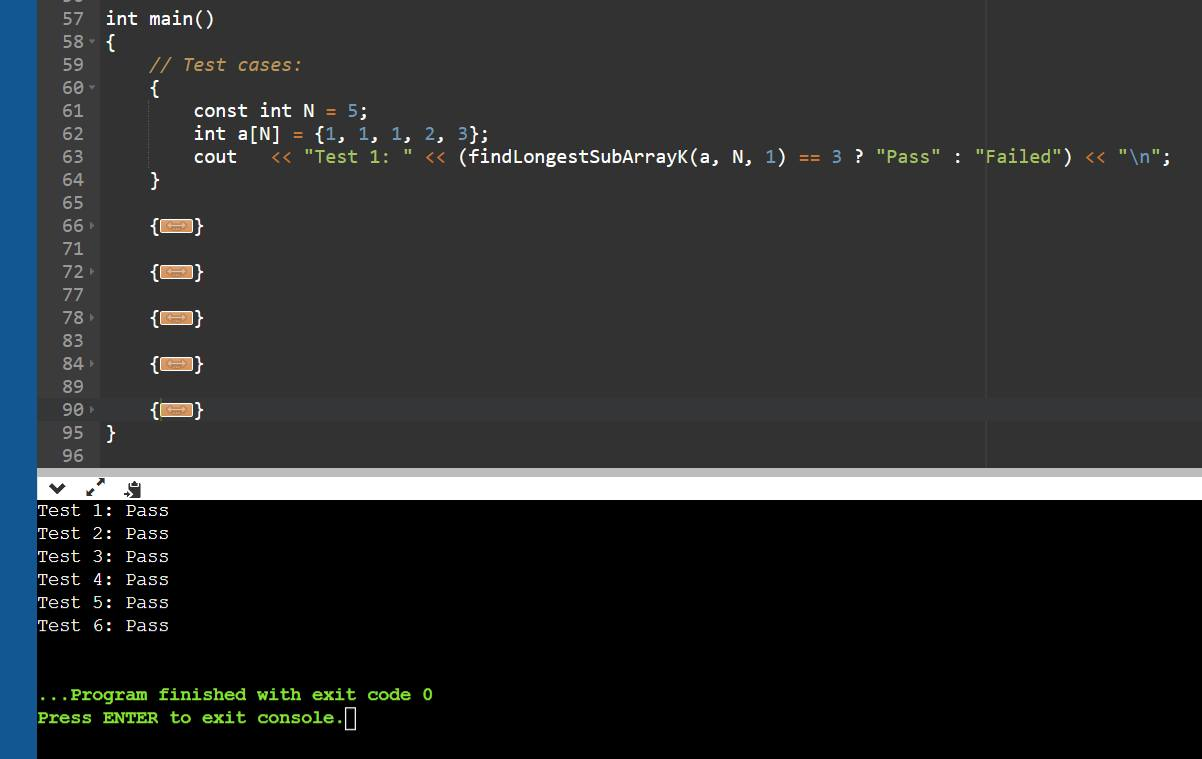 57 int main()
58 {
59 // Test cases:
60 {
61 const int N = 5;
62 int a[N] = {1, 1, 1, 2, 3};
63 cout << "Test 1: " << (findLongestSubArrayK(a, N, 1) == 3 ? "Pass" : "Failed") << "\n";
64 }
65
66 {}
71
72 {}
77
78 {}
83
84 {}
89
90 {}
95 }
96
Test 1: Pass
Test 2: Pass
Test 3: Pass
Test 4: Pass
Test 5: Pass
Test 6: Pass
...Program finished with exit code 0
Press ENTER to exit console.